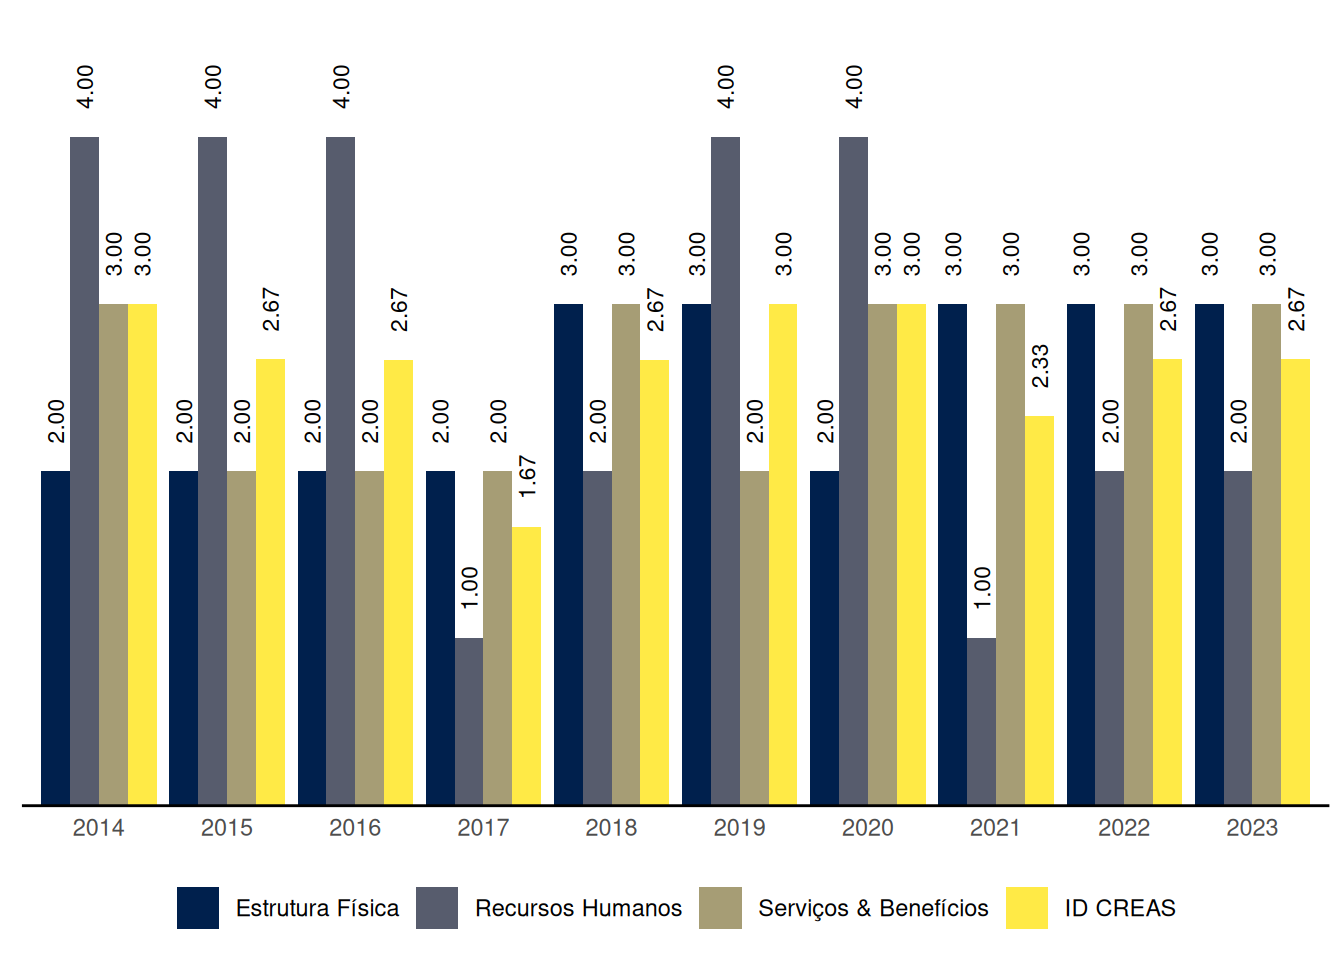 4.00 4.00 4.00 4.00 4.00
3.00 3.00 3.00 3.00 3.00 3.00 3.00 3.00 3.00 3.00 3.00 3.00 3.00
2.67 2.67 2.67 2.67 2.67
2.33
2.00 2.00 2.00 2.00 2.00 2.00 2.00 2.00 2.00 2.00 2.00 2.00
1.67
1.00 1.00
2014 2015 2016 2017 2018 2019 2020 2021 2022 2023
Estrutura Física Recursos Humanos Serviços & Benefícios ID CREAS